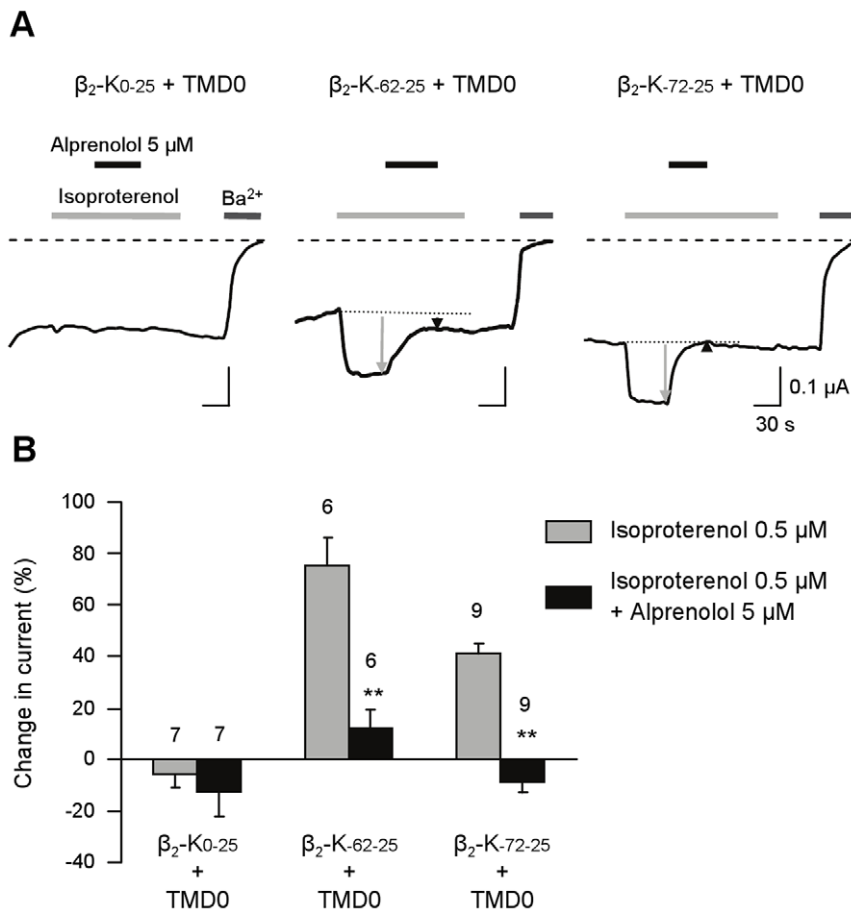 A
β₂-K₀₋₂₅ + TMD0 β₂-K₋₆₂₋₂₅ + TMD0 β₂-K₋₇₂₋₂₅ + TMD0
Alprenolol 5 µM
Isoproterenol Ba²⁺
0.1 µA
30 s
B
Change in current (%)
100
80
60
40
20
0
-20
-40
7 7
6
6
**
9
9
**
Isoproterenol 0.5 µM
Isoproterenol 0.5 µM
+ Alprenolol 5 µM
β₂-K₀₋₂₅ β₂-K₋₆₂₋₂₅ β₂-K₋₇₂₋₂₅
+ + +
TMD0 TMD0 TMD0